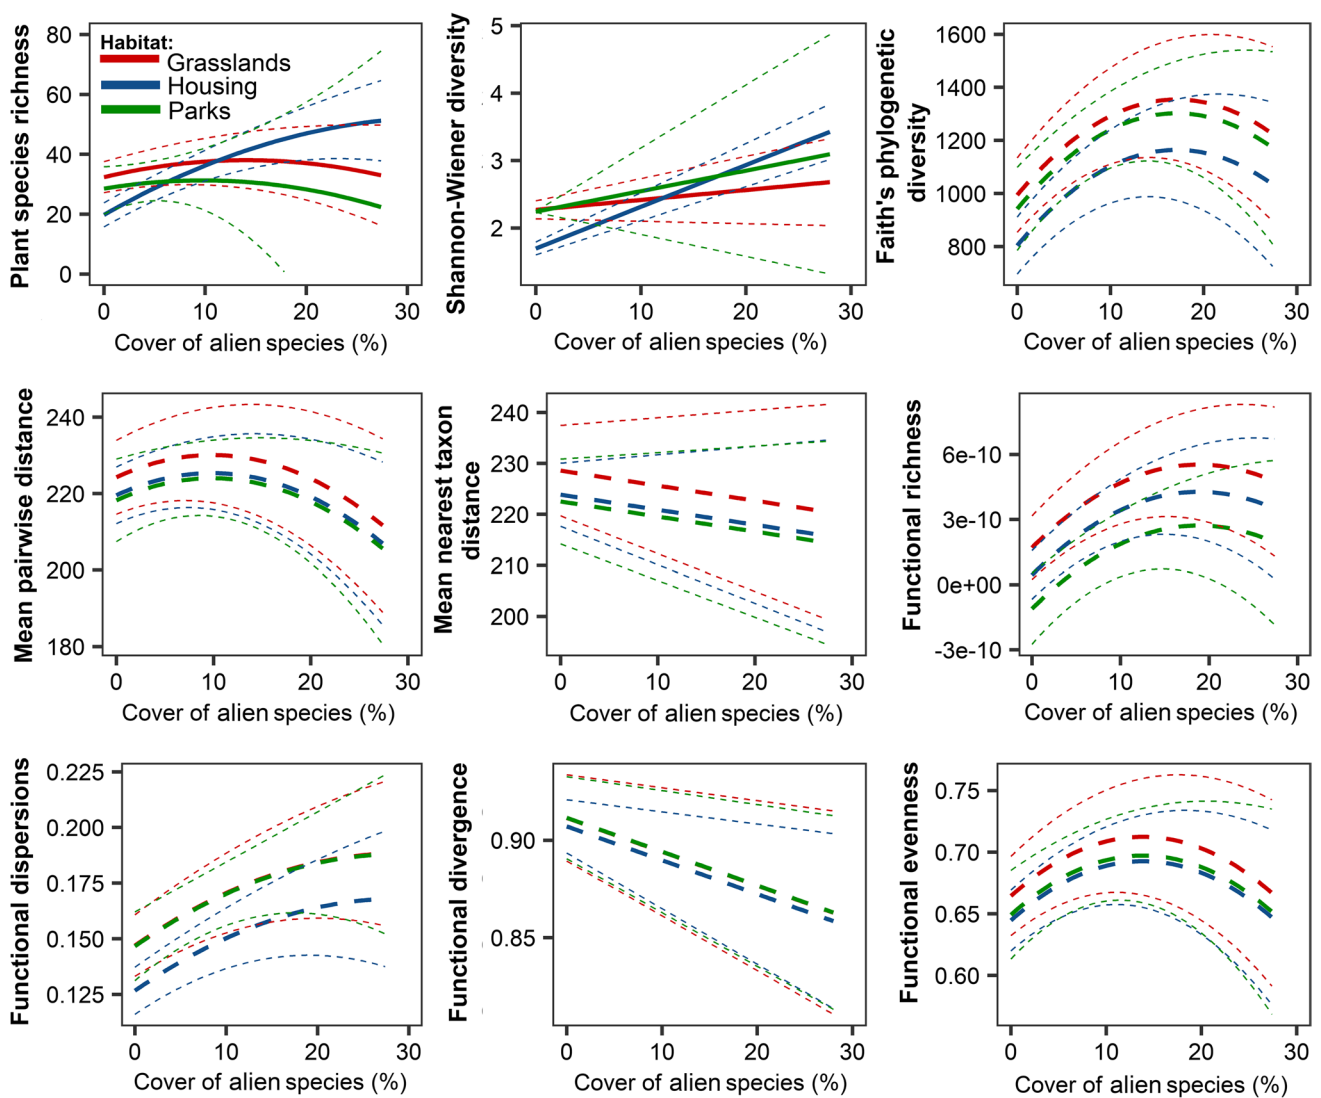 Plant species richness
80
60
40
20
0
Habitat:
Grasslands
Housing
Parks
0 10 20 30
Cover of alien species (%)
Shannon-Wiener diversity
5
4
3
2
0 10 20 30
Cover of alien species (%)
Faith's phylogenetic
diversity
1600
1400
1200
1000
800
0 10 20 30
Cover of alien species (%)
Mean pairwise distance
240
220
200
180
0 10 20 30
Cover of alien species (%)
Mean nearest taxon
distance
240
230
220
210
200
0 10 20 30
Cover of alien species (%)
Functional richness
6e-10
3e-10
0e+00
-3e-10
0 10 20 30
Cover of alien species (%)
Functional dispersions
0.225
0.200
0.175
0.150
0.125
0 10 20 30
Cover of alien species (%)
Functional divergence
0.90
0.85
0 10 20 30
Cover of alien species (%)
Functional evenness
0.75
0.70
0.65
0.60
0 10 20 30
Cover of alien species (%)